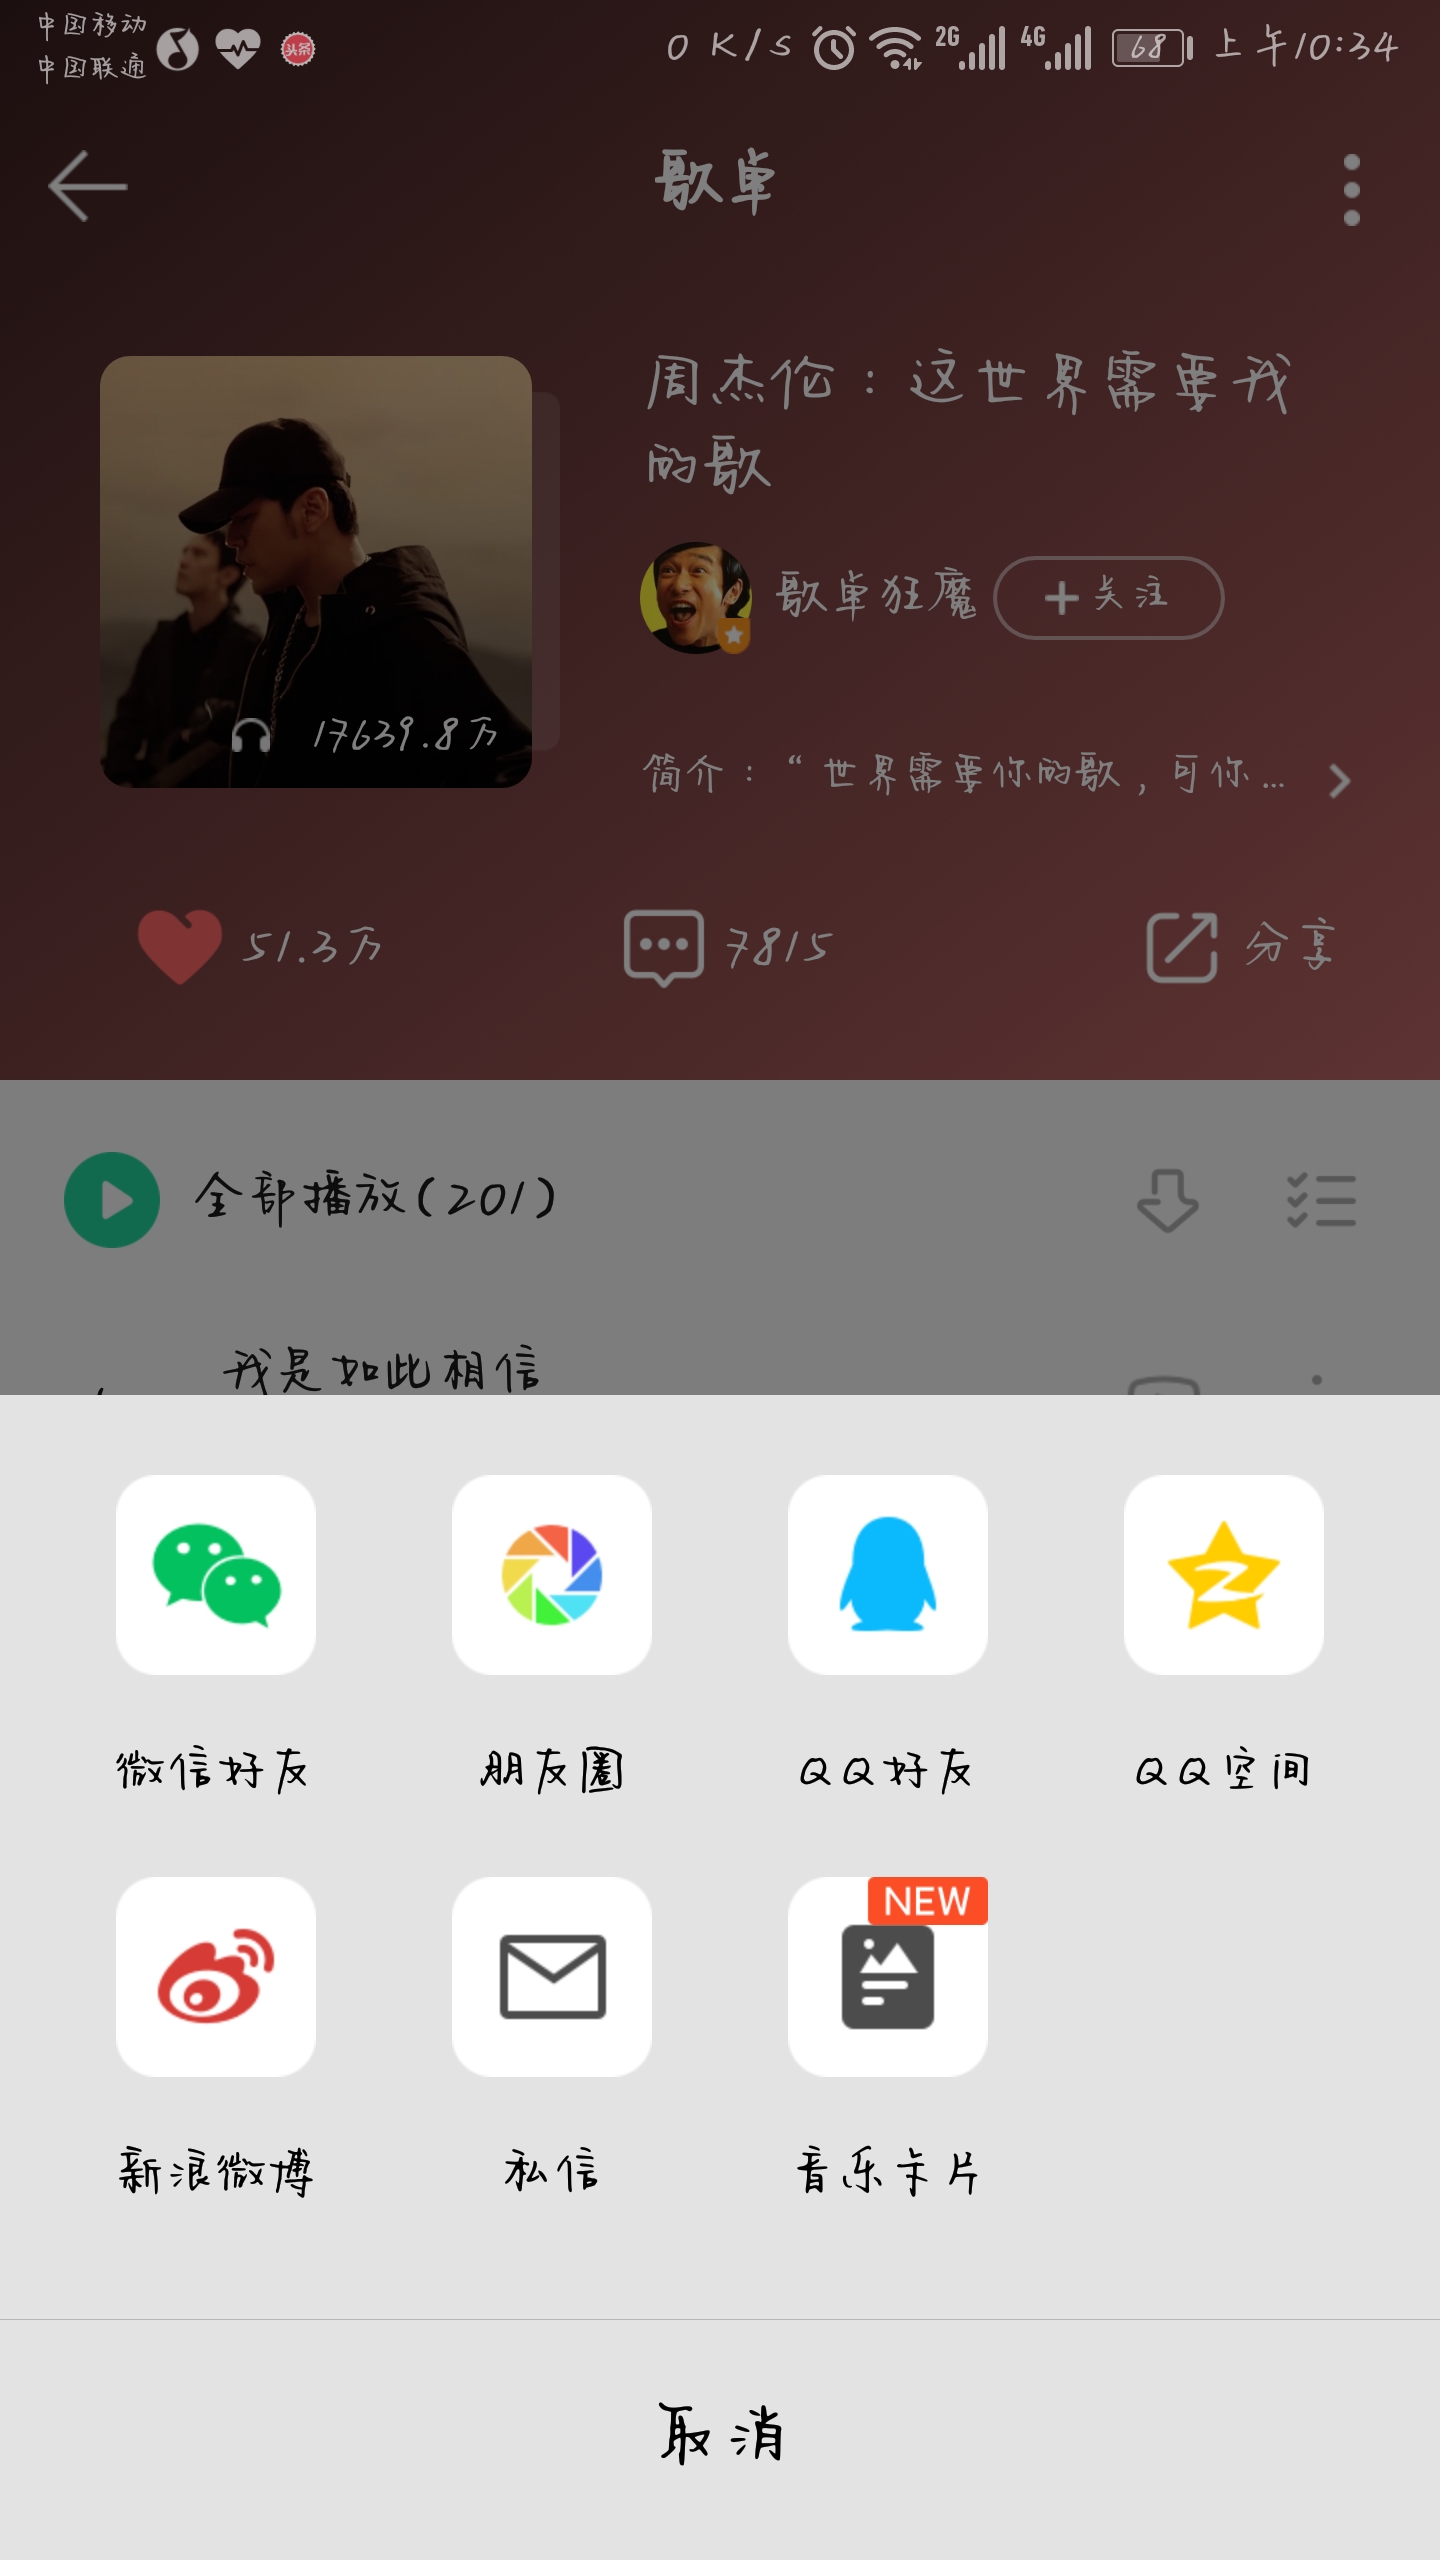 中国移动
中国联通
头条
0 K/s 2G 4G 68 上午10:34
歌单
周杰伦：这世界需要我
的歌
歌单狂魔
+关注
17639.8万
简介：“世界需要你的歌，可你...
51.3万
7815
分享
全部播放(201)
我是如此相信
微信好友
朋友圈
QQ好友
QQ空间
NEW
新浪微博
私信
音乐卡片
取消